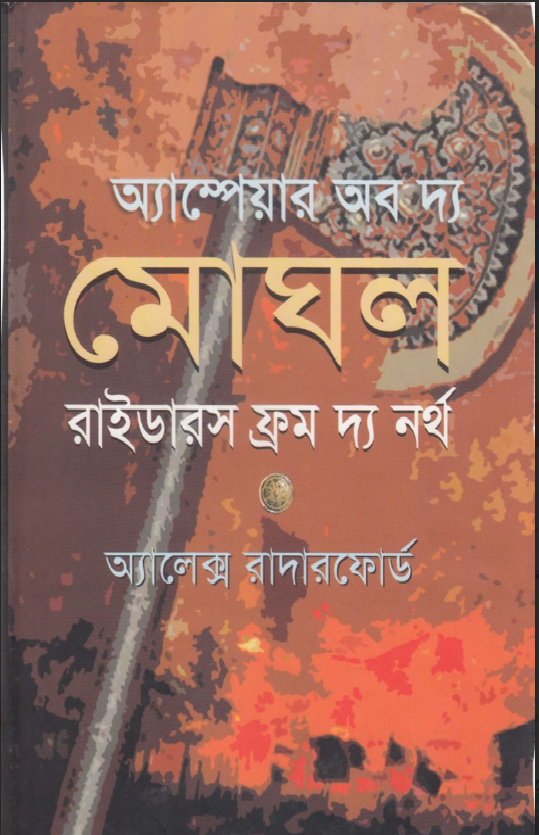 অ্যাম্পেয়ার অব দ্য
মোঘল
রাইডারস ফ্রম দ্য নর্থ
অ্যালেক্স রাদারফোর্ড